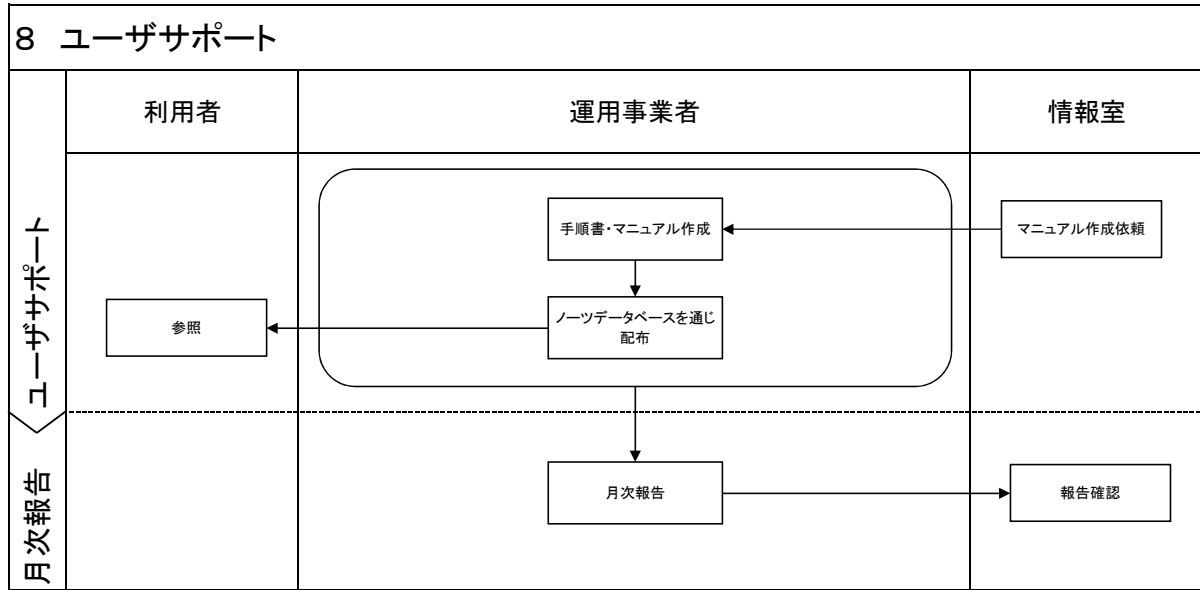 ８ ユーザサポート
利用者
運用事業者
情報室
ユーザサポート
手順書・マニュアル作成
マニュアル作成依頼
参照
ノーツデータベースを通じ
配布
月次報告
月次報告
報告確認